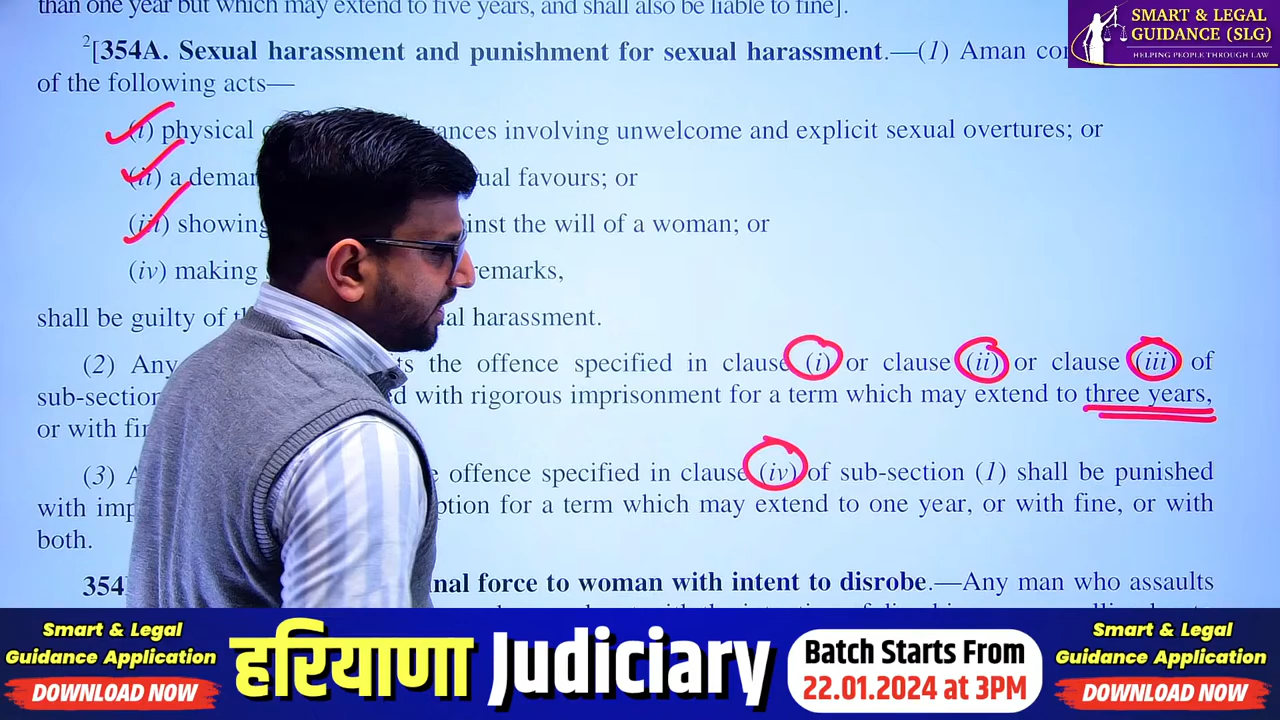 than one year but which may extend to five years, and shall also be liable to fine].
SMART & LEGAL
GUIDANCE (SLG)
HELPING PEOPLE THROUGH LAW
2[354A. Sexual harassment and punishment for sexual harassment.—(1) Aman
of the following acts—
(i) physical vances involving unwelcome and explicit sexual overtures; or
(ii) a ual favours; or
(iii) showing inst the will of a woman; or
(iv) making remarks,
shall be guilty of al harassment.
(2) Any its the offence specified in clause (i) or clause (ii) or clause (iii) of
sub-section d with rigorous imprisonment for a term which may extend to three years,
or with
(3) offence specified in clause (iv) of sub-section (1) shall be punished
with ption for a term which may extend to one year, or with fine, or with
both.
354 nal force to woman with intent to disrobe.—Any man who assaults
Smart & Legal
Guidance Application
DOWNLOAD NOW
हरियाणा Judiciary
Batch Starts From
22.01.2024 at 3PM
Smart & Legal
Guidance Application
DOWNLOAD NOW